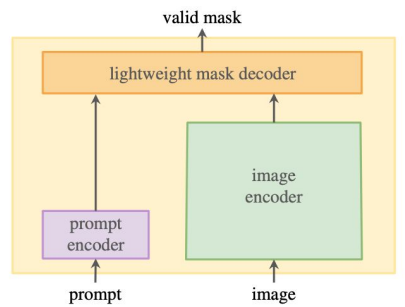 valid mask
lightweight mask decoder
image
encoder
prompt
encoder
prompt
image